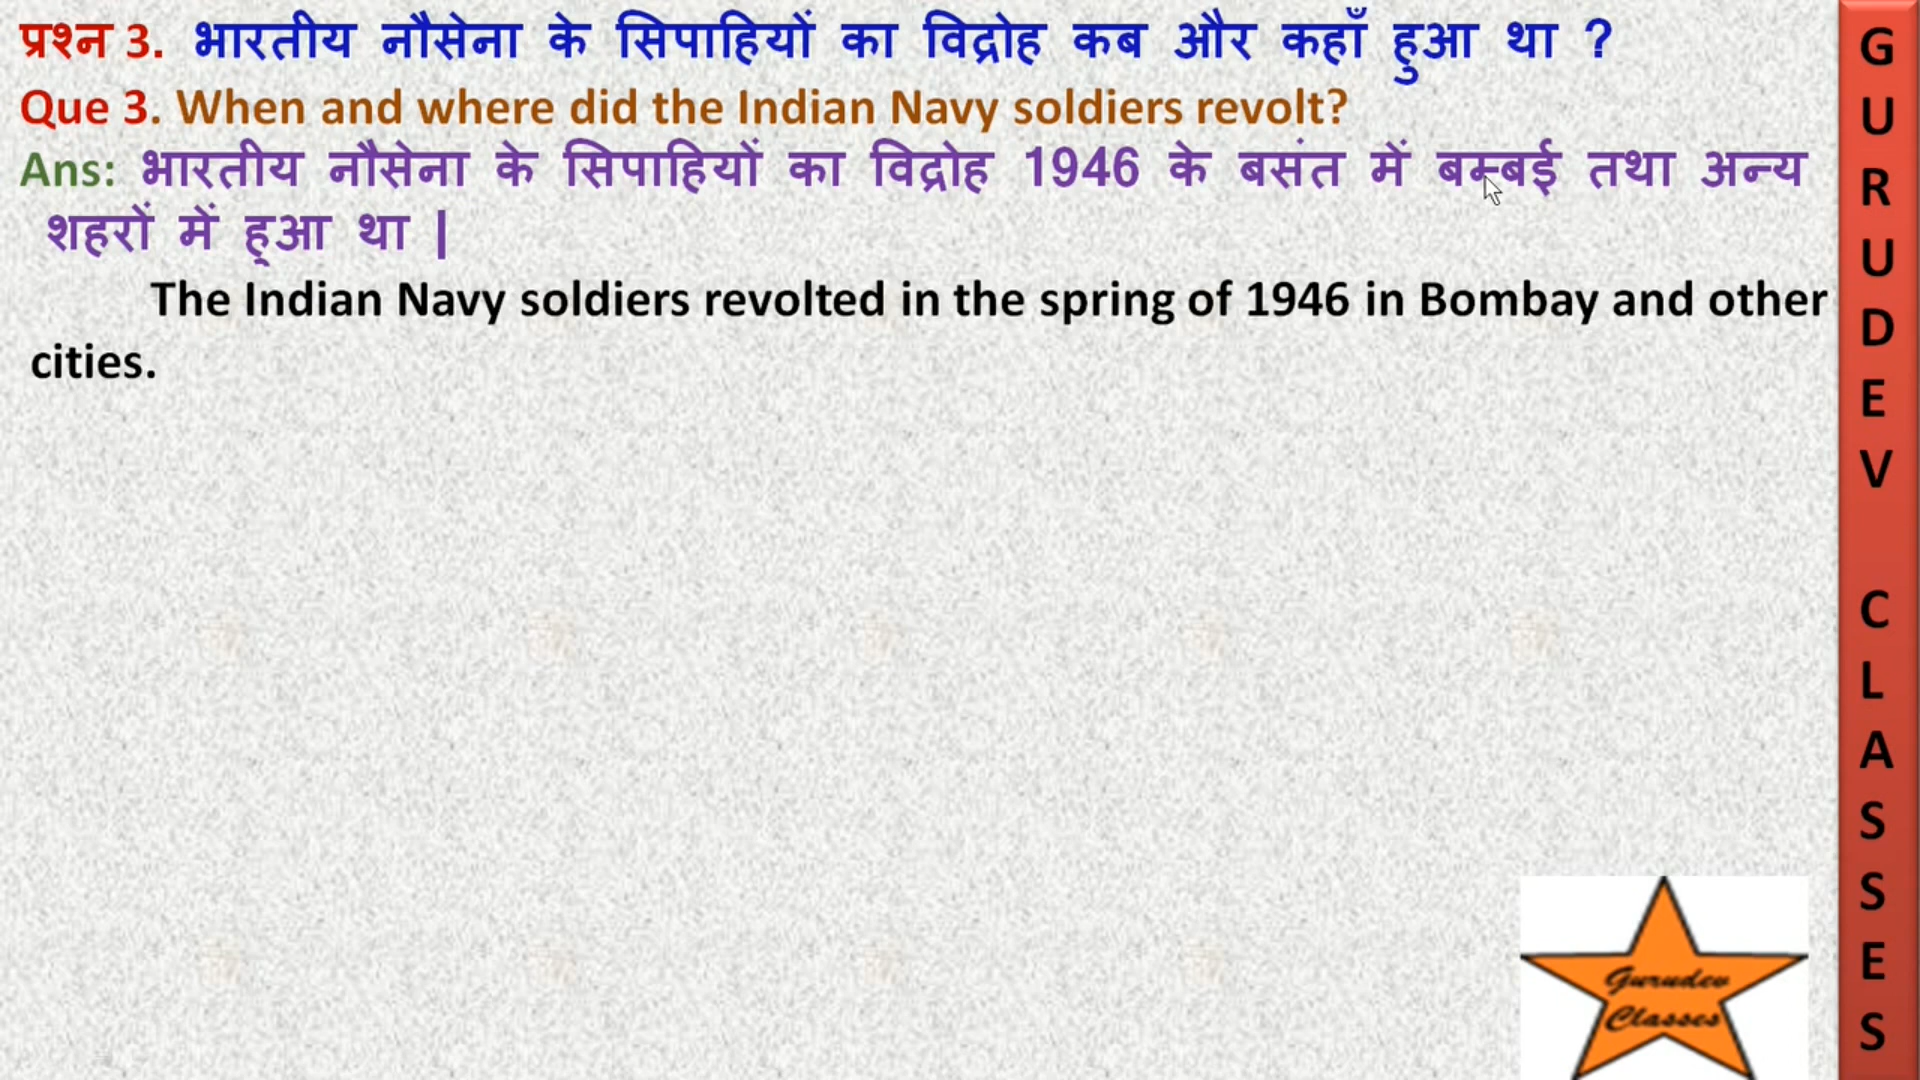 प्रश्न 3. भारतीय नौसेना के सिपाहियों का विद्रोह कब और कहाँ हुआ था ?
Que 3. When and where did the Indian Navy soldiers revolt?
Ans: भारतीय नौसेना के सिपाहियों का विद्रोह 1946 के बसंत में बम्बई तथा अन्य
शहरों में हुआ था |
The Indian Navy soldiers revolted in the spring of 1946 in Bombay and other
cities.
GURUDEV CLASSES
Gurudev
Classes